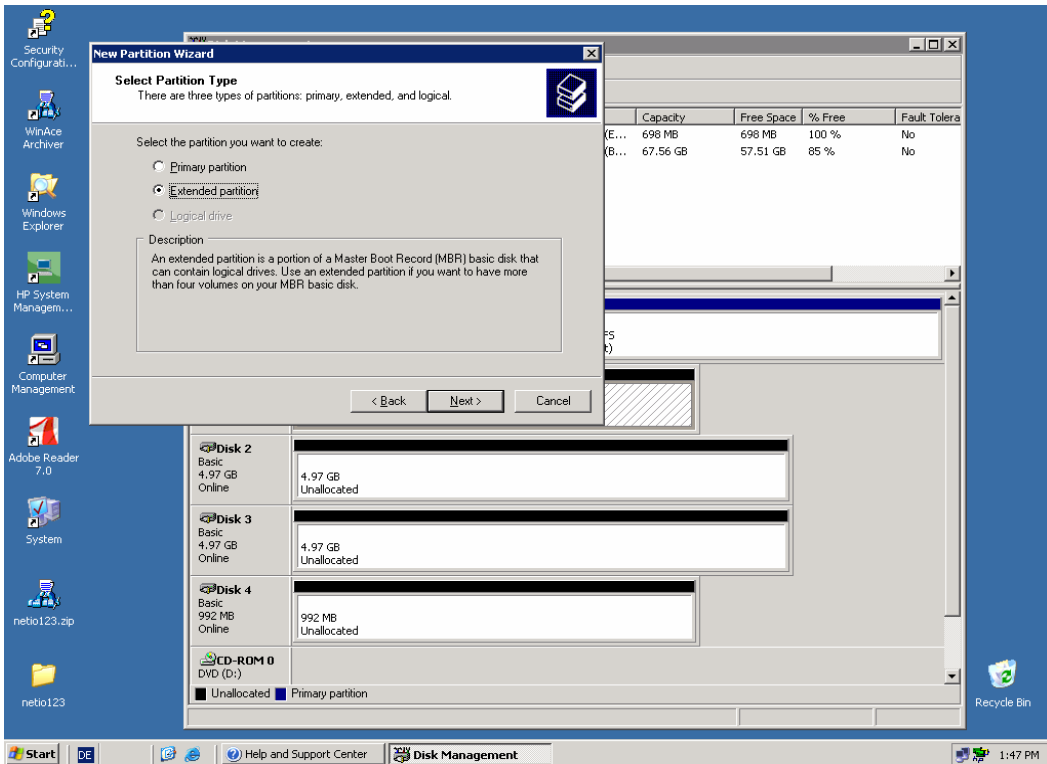 Security
Configurati...
WinAce
Archiver
Windows
Explorer
HP System
Managem...
Computer
Management
Adobe Reader
7.0
System
netio123.zip
netio123
New Partition Wizard
Select Partition Type
There are three types of partitions: primary, extended, and logical.
Select the partition you want to create:
Primary partition
Extended partition
Logical drive
Description
An extended partition is a portion of a Master Boot Record (MBR) basic disk that
can contain logical drives. Use an extended partition if you want to have more
than four volumes on your MBR basic disk.
< Back
Next >
Cancel
Capacity Free Space % Free Fault Tolera
(E... 698 MB 698 MB 100 % No
(B... 67.56 GB 57.51 GB 85 % No
FS
t)
Disk 2
Basic
4.97 GB
Online
4.97 GB
Unallocated
Disk 3
Basic
4.97 GB
Online
4.97 GB
Unallocated
Disk 4
Basic
992 MB
Online
992 MB
Unallocated
CD-ROM 0
DVD (D:)
Unallocated Primary partition
Recycle Bin
Start DE Help and Support Center Disk Management 1:47 PM